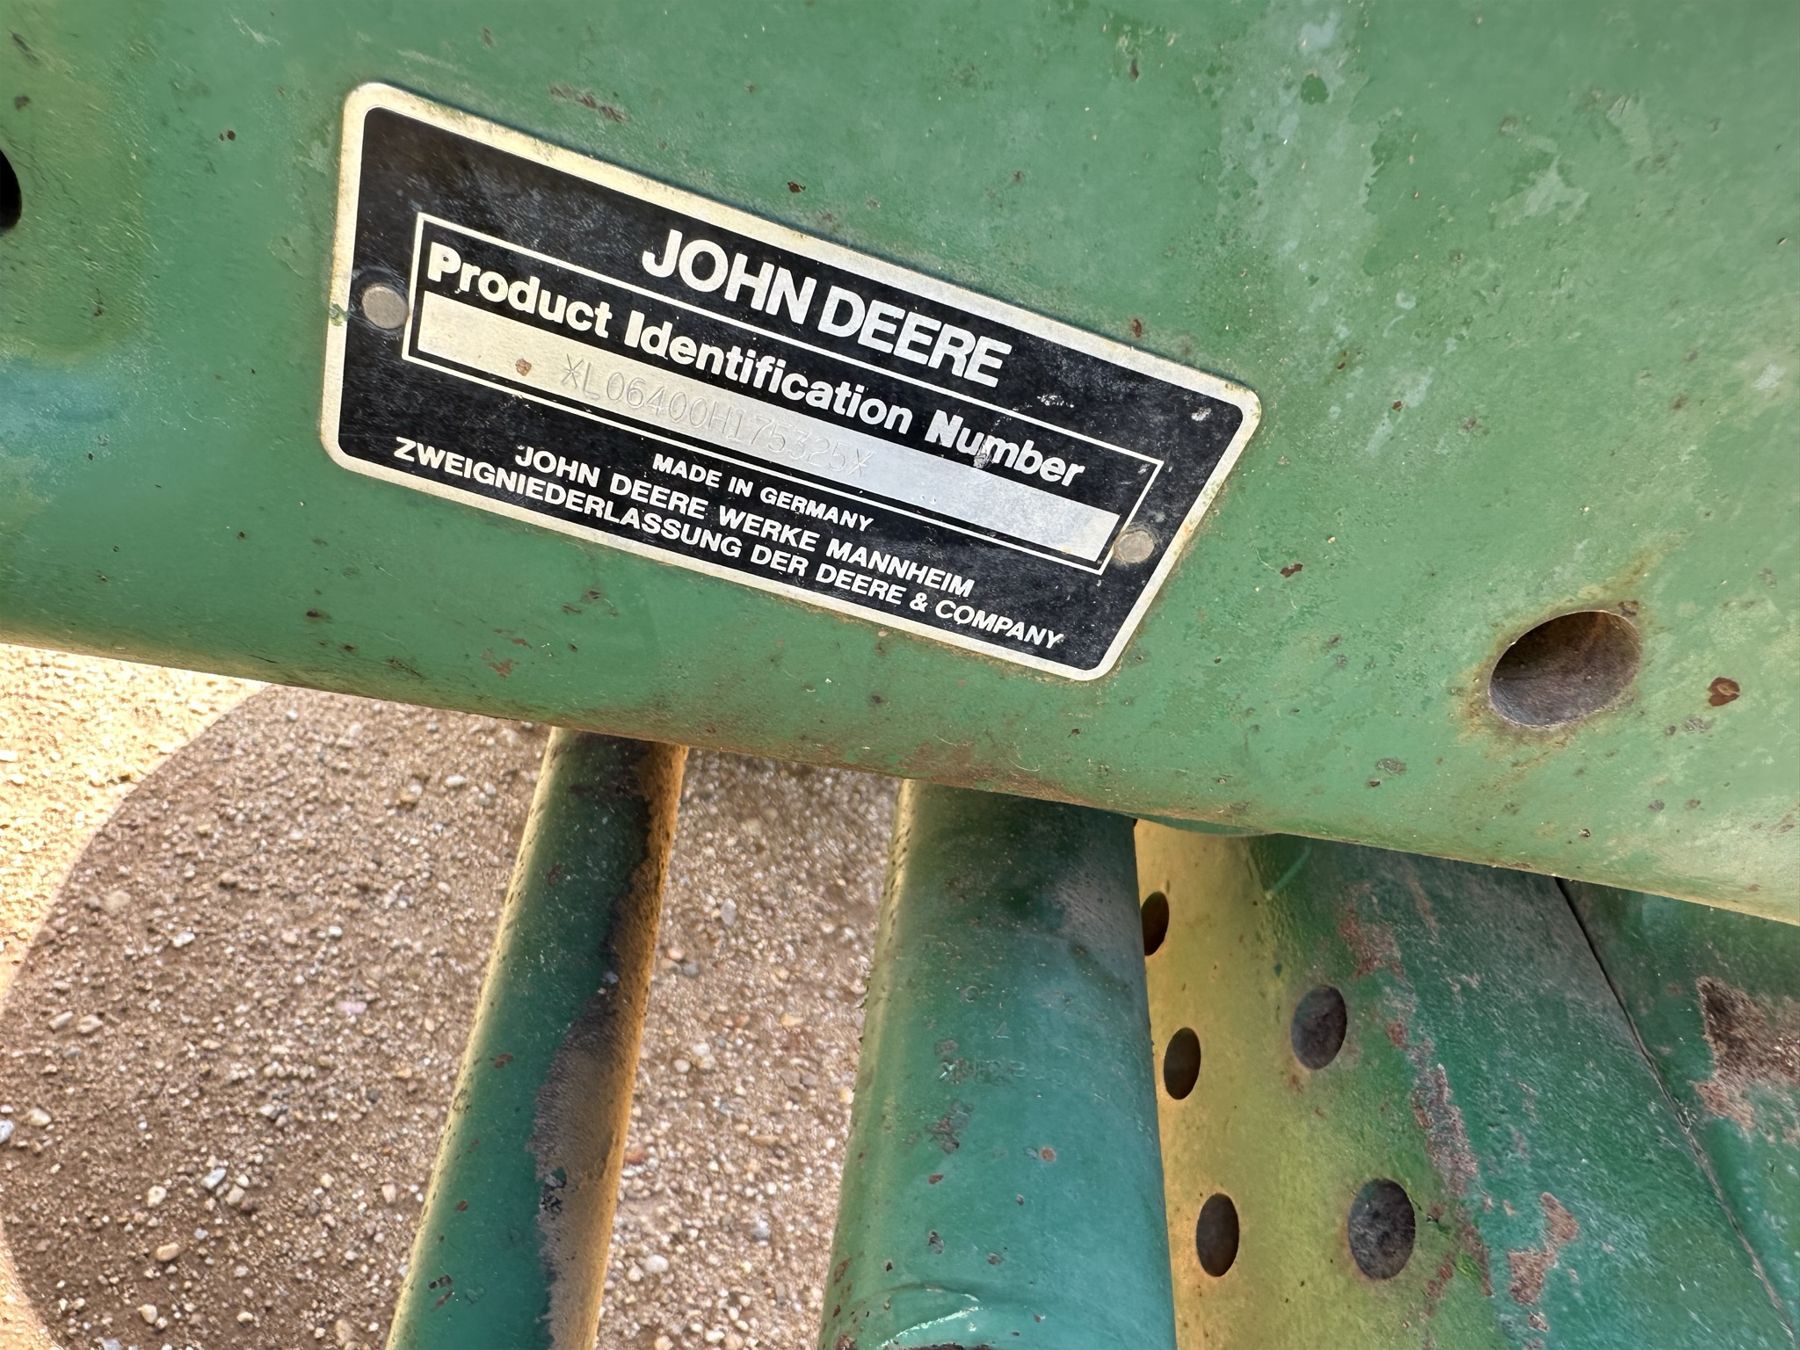 JOHN DEERE
Product Identification Number
*L06400H175325*
MADE IN GERMANY
JOHN DEERE WERKE MANNHEIM
ZWEIGNIEDERLASSUNG DER DEERE & COMPANY